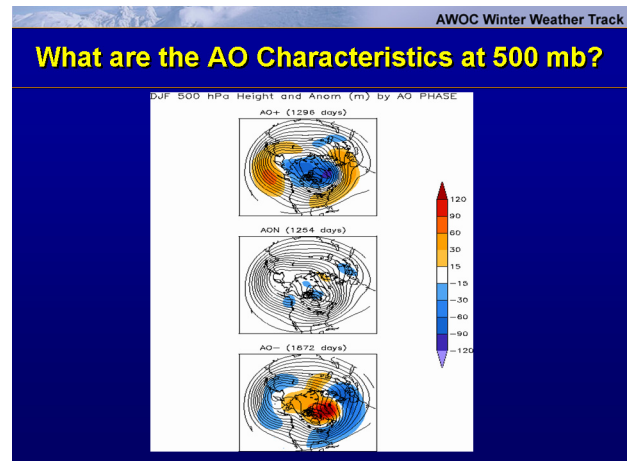 AWOC Winter Weather Track
What are the AO Characteristics at 500 mb?
DJF 500 hPa Height and Anom (m) by AO PHASE
AO+ (1296 days)
AON (1254 days)
AO- (1672 days)
120
90
60
30
15
-15
-30
-60
-90
-120